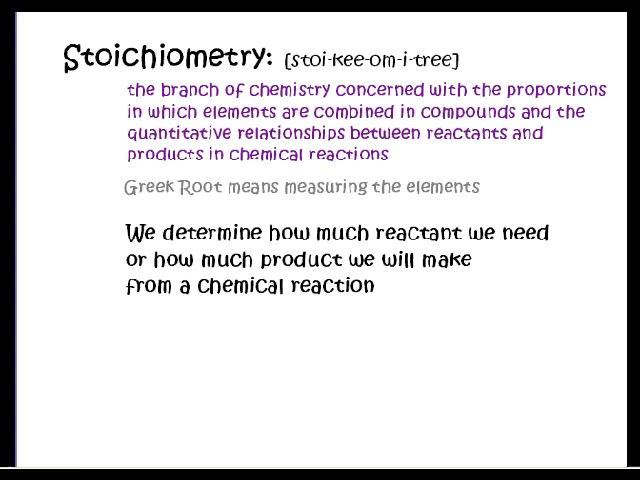 Stoichiometry: [stoi-kee-om-i-tree]
the branch of chemistry concerned with the proportions
in which elements are combined in compounds and the
quantitative relationships between reactants and
products in chemical reactions
Greek Root means measuring the elements
We determine how much reactant we need
or how much product we will make
from a chemical reaction